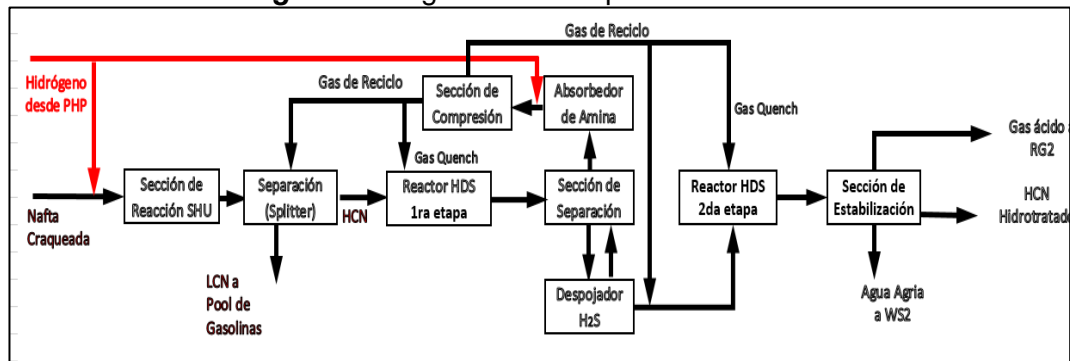 Gas de Reciclo
Hidrógeno
desde PHP
Gas de Reciclo
Sección de
Compresión
Absorbedor
de Amina
Gas Quench
Gas Quench
Gas ácido a
RG2
Sección de
Reacción SHU
Separación
(Splitter)
HCN
Reactor HDS
1ra etapa
Sección de
Separación
Reactor HDS
2da etapa
Sección de
Estabilización
HCN
Hidrotratado
Nafta
Craqueada
LCN a
Pool de
Gasolinas
Despojador
H2S
Agua Agria
a WS2